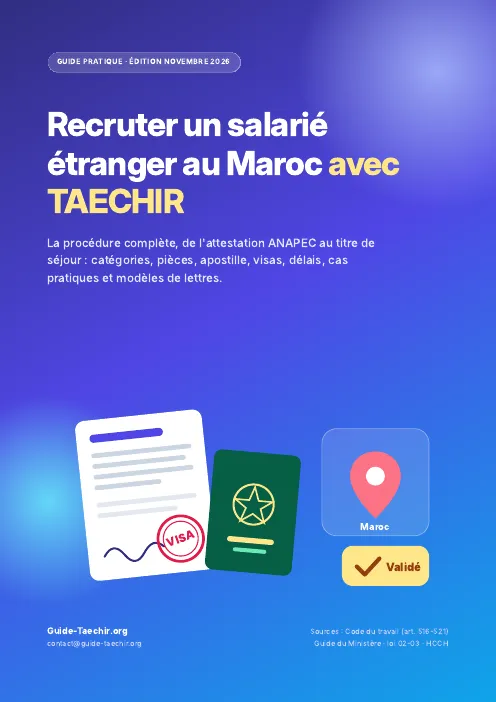 GUIDE PRATIQUE · ÉDITION NOVEMBRE 2026
Recruter un salarié
étranger au Maroc avec
TAECHIR
La procédure complète, de l'attestation ANAPEC au titre de
séjour : catégories, pièces, apostille, visas, délais, cas
pratiques et modèles de lettres.
VISA
Maroc
Validé
Guide-Taechir.org
contact@guide-taechir.org
Sources : Code du travail (art. 516-521)
Guide du Ministère · loi 02-03 · HCCH